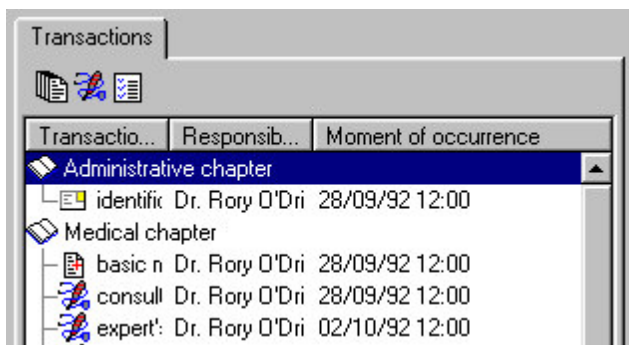 Transactions
Transactio... Responsib... Moment of occurrence
Administrative chapter
identific Dr. Rory O'Dri 28/09/92 12:00
Medical chapter
basic n Dr. Rory O'Dri 28/09/92 12:00
consult Dr. Rory O'Dri 28/09/92 12:00
expert': Dr. Rory O'Dri 02/10/92 12:00